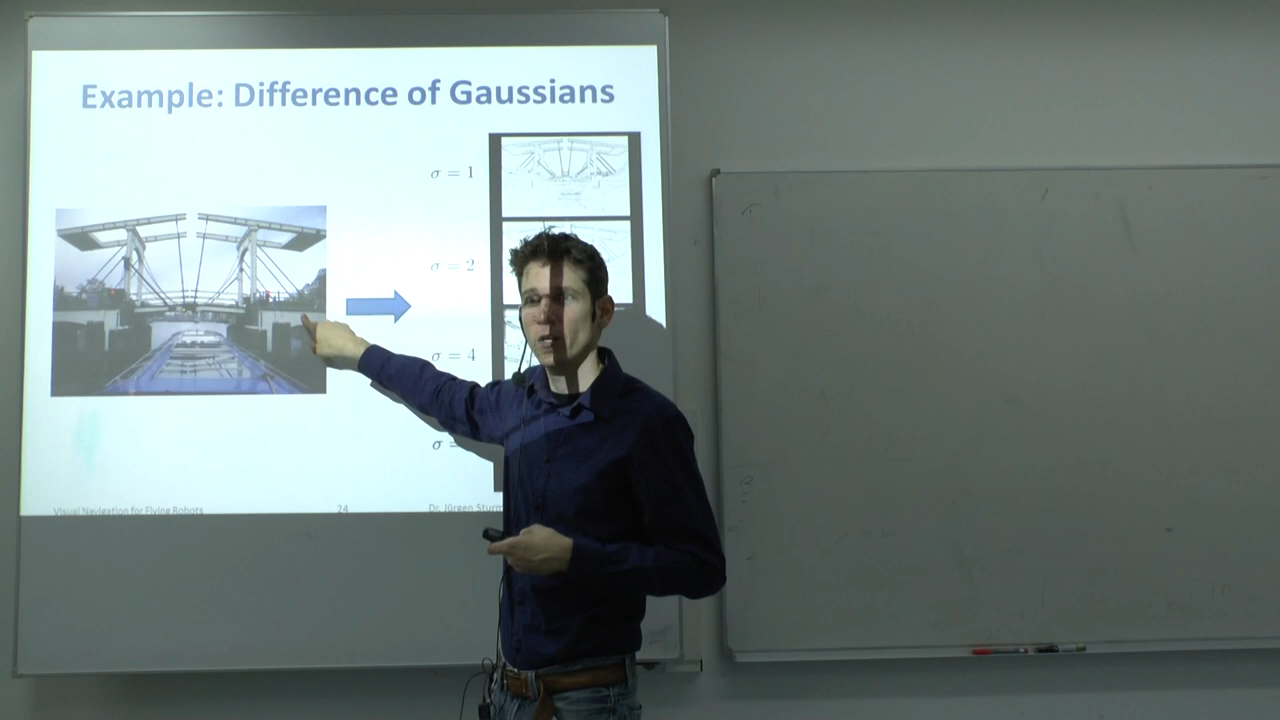 Example: Difference of Gaussians
σ = 1
σ = 2
σ = 4
σ =
Visual Navigation for Flying Robots
24
Dr. Jürgen Sturm